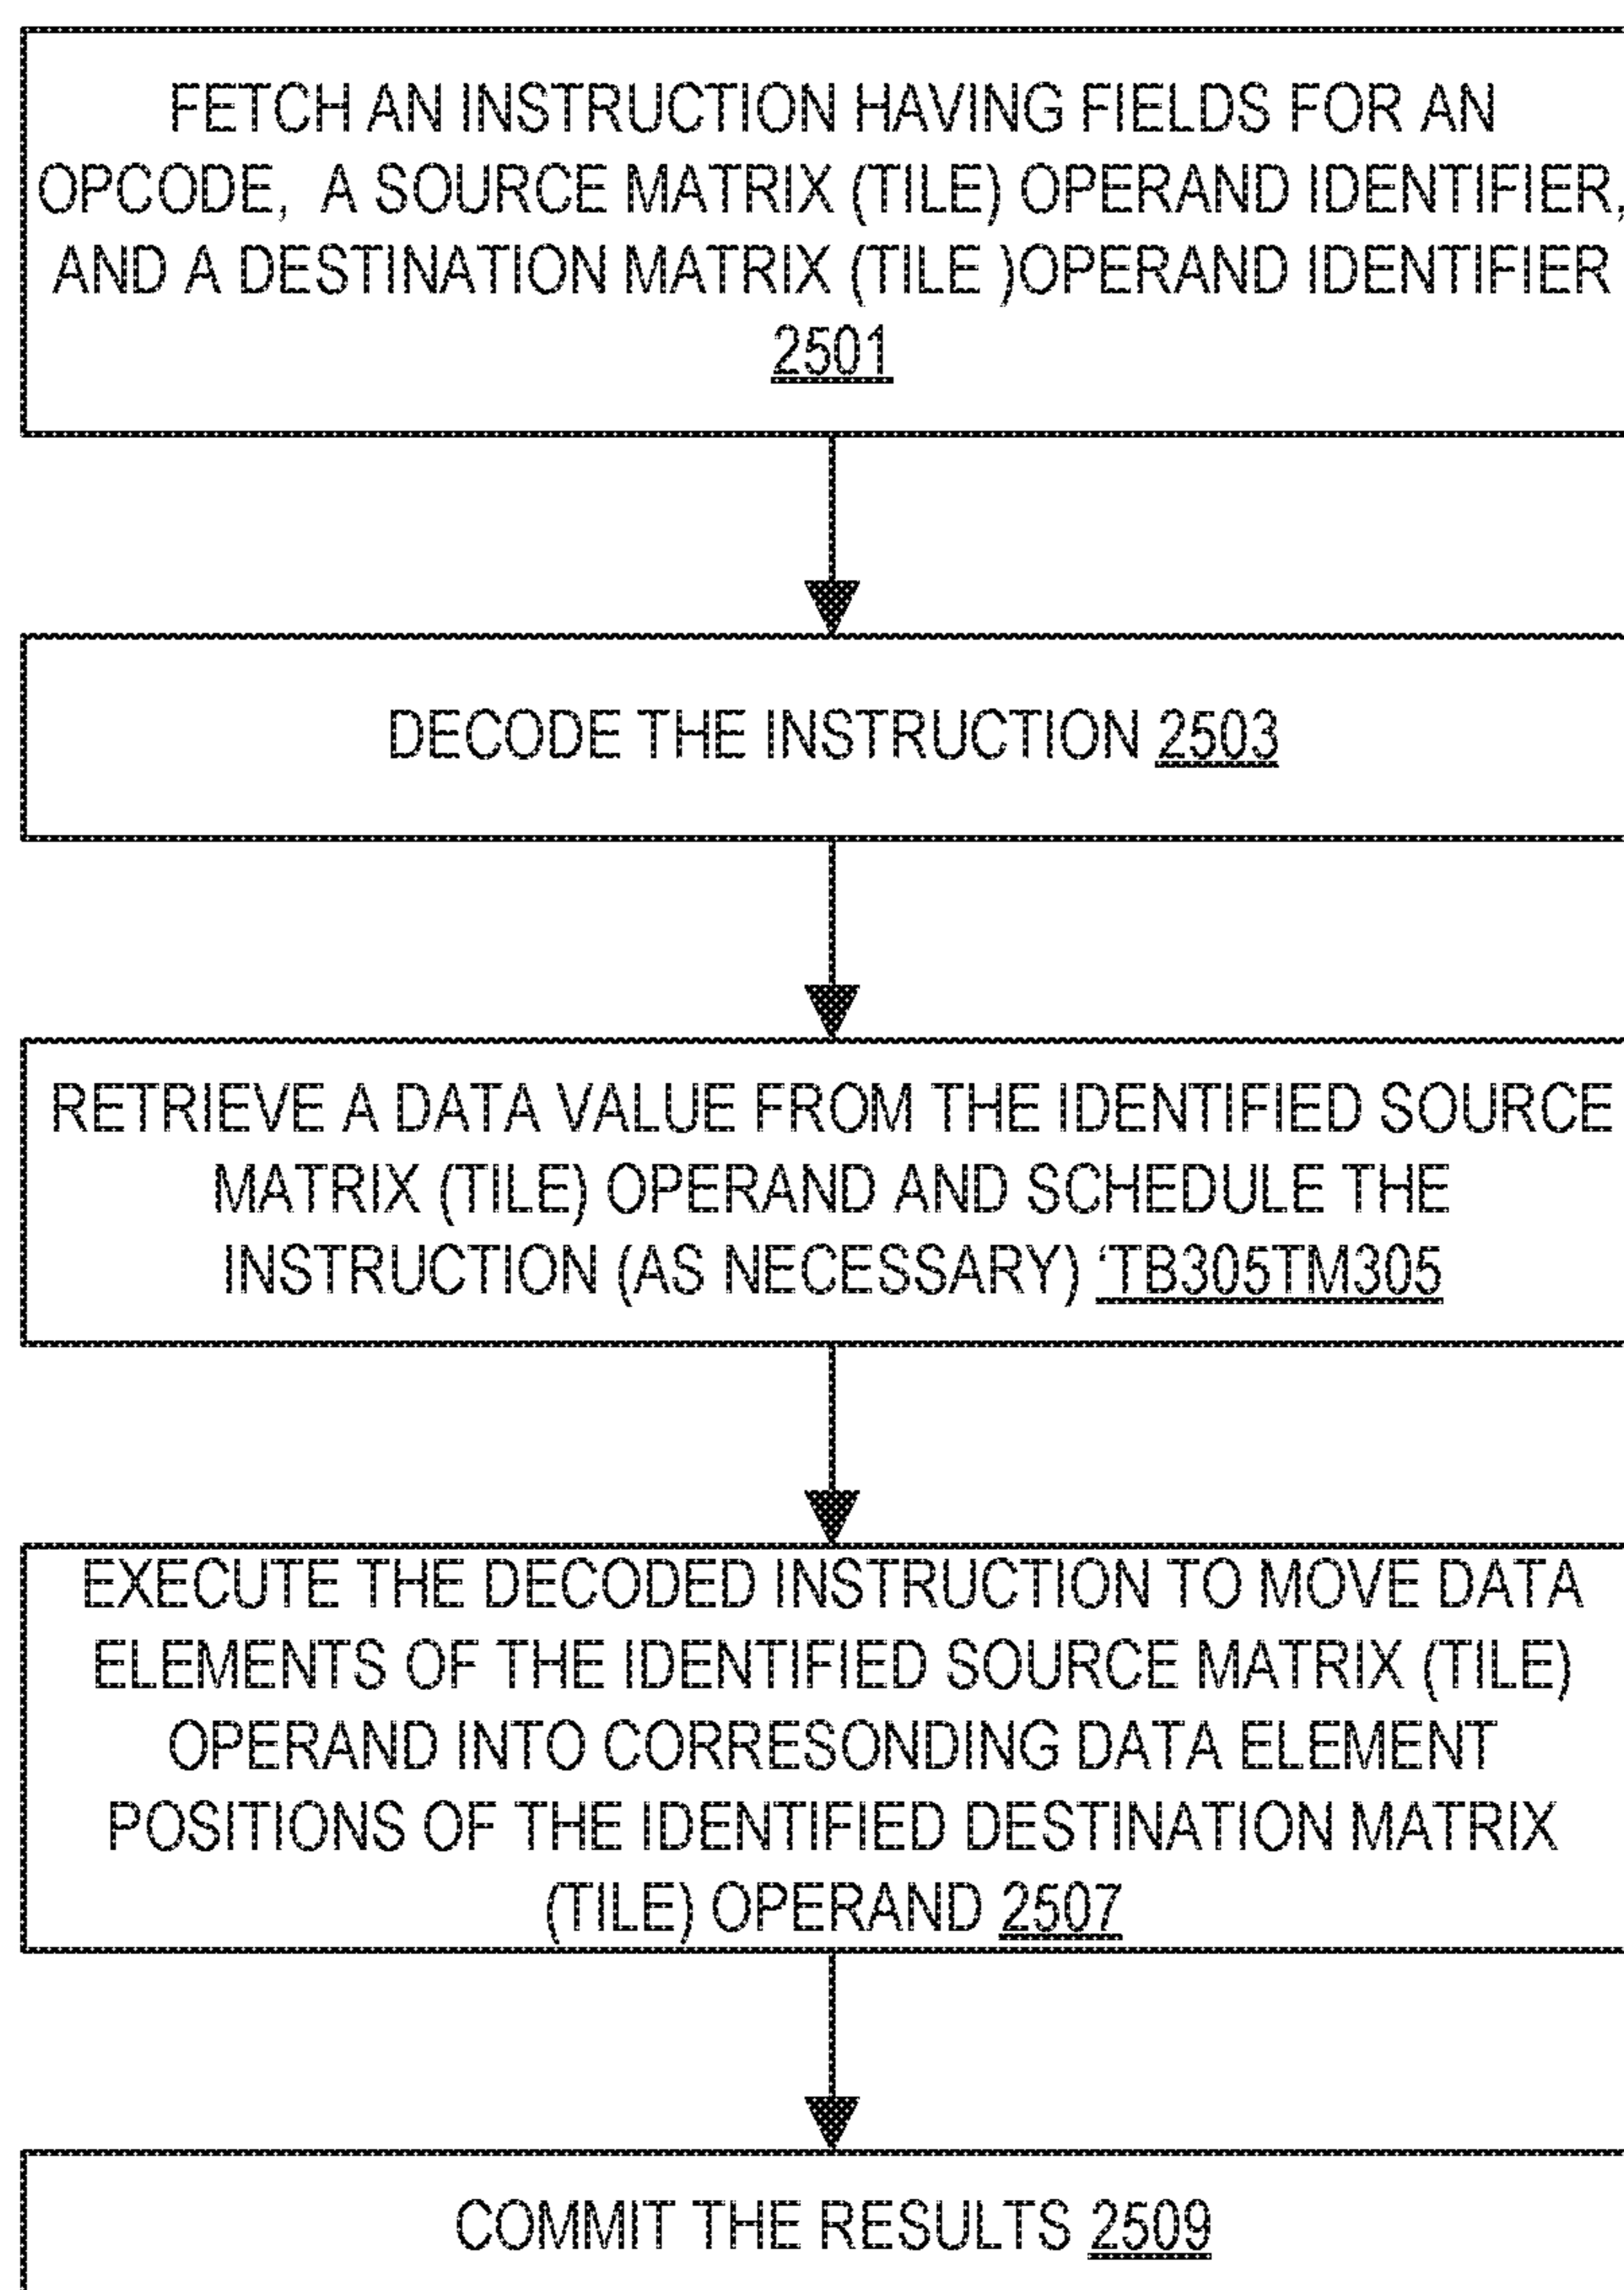 FETCH AN INSTRUCTION HAVING FIELDS FOR AN
OPCODE, A SOURCE MATRIX (TILE) OPERAND IDENTIFIER,
AND A DESTINATION MATRIX (TILE )OPERAND IDENTIFIER
2501
DECODE THE INSTRUCTION 2503
RETRIEVE A DATA VALUE FROM THE IDENTIFIED SOURCE
MATRIX (TILE) OPERAND AND SCHEDULE THE
INSTRUCTION (AS NECESSARY) ‘TB305TM305
EXECUTE THE DECODED INSTRUCTION TO MOVE DATA
ELEMENTS OF THE IDENTIFIED SOURCE MATRIX (TILE)
OPERAND INTO CORRESONDING DATA ELEMENT
POSITIONS OF THE IDENTIFIED DESTINATION MATRIX
(TILE) OPERAND 2507
COMMIT THE RESULTS 2509